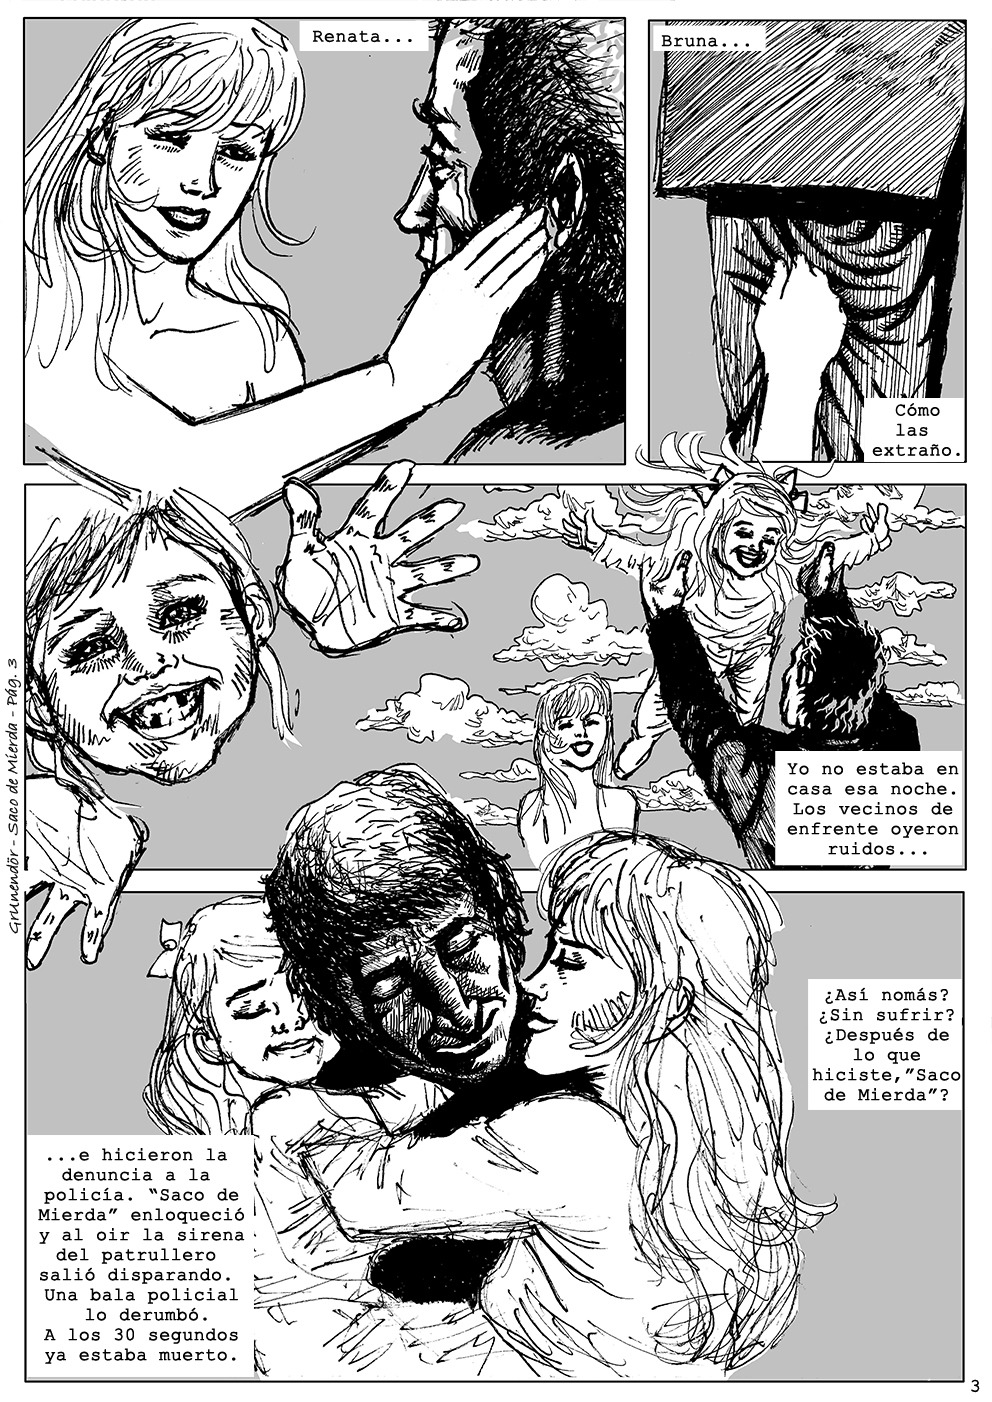 Renata...
Bruna...
Cómo
las
extraño.
Yo no estaba en
casa esa noche.
Los vecinos de
enfrente oyeron
ruidos...
...e hicieron la
denuncia a la
policía. “Saco de
Mierda” enloqueció
y al oir la sirena
del patrullero
salió disparando.
Una bala policial
lo derumbó.
A los 30 segundos
ya estaba muerto.
¿Así nomás?
¿Sin sufrir?
¿Después de
lo que
hiciste,”Saco
de Mierda”?
Grunendör - Saco de Mierda - Pág. 3
3